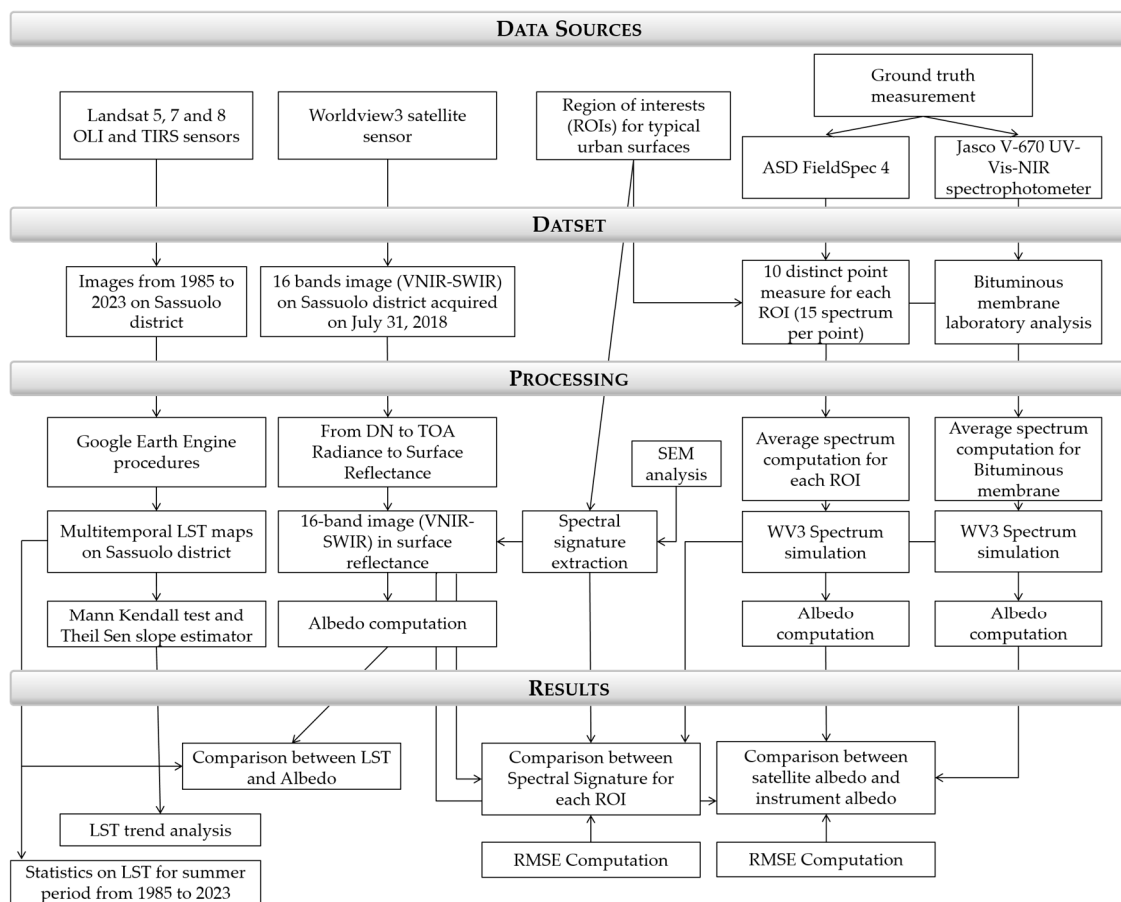 DATA SOURCES
Ground truth
measurement
Landsat 5, 7 and 8
OLI and TIRS sensors
Worldview3 satellite
sensor
Region of interests
(ROIs) for typical
urban surfaces
ASD FieldSpec 4
Jasco V-670 UV-
Vis-NIR
spectrophotometer
DATSET
Images from 1985 to
2023 on Sassuolo
district
16 bands image (VNIR-SWIR)
on Sassuolo district acquired
on July 31, 2018
10 distinct point
measure for each
ROI (15 spectrum
per point)
Bituminous
membrane
laboratory analysis
PROCESSING
Google Earth Engine
procedures
From DN to TOA
Radiance to Surface
Reflectance
SEM
analysis
Average spectrum
computation for
each ROI
Average spectrum
computation for
Bituminous
membrane
Multitemporal LST maps
on Sassuolo district
16-band image (VNIR-
SWIR) in surface
reflectance
Spectral
signature
extraction
WV3 Spectrum
simulation
WV3 Spectrum
simulation
Mann Kendall test and
Theil Sen slope estimator
Albedo computation
Albedo
computation
Albedo
computation
RESULTS
Comparison between LST
and Albedo
Comparison between
Spectral Signature for
each ROI
Comparison between
satellite albedo and
instrument albedo
LST trend analysis
RMSE Computation
RMSE Computation
Statistics on LST for summer
period from 1985 to 2023